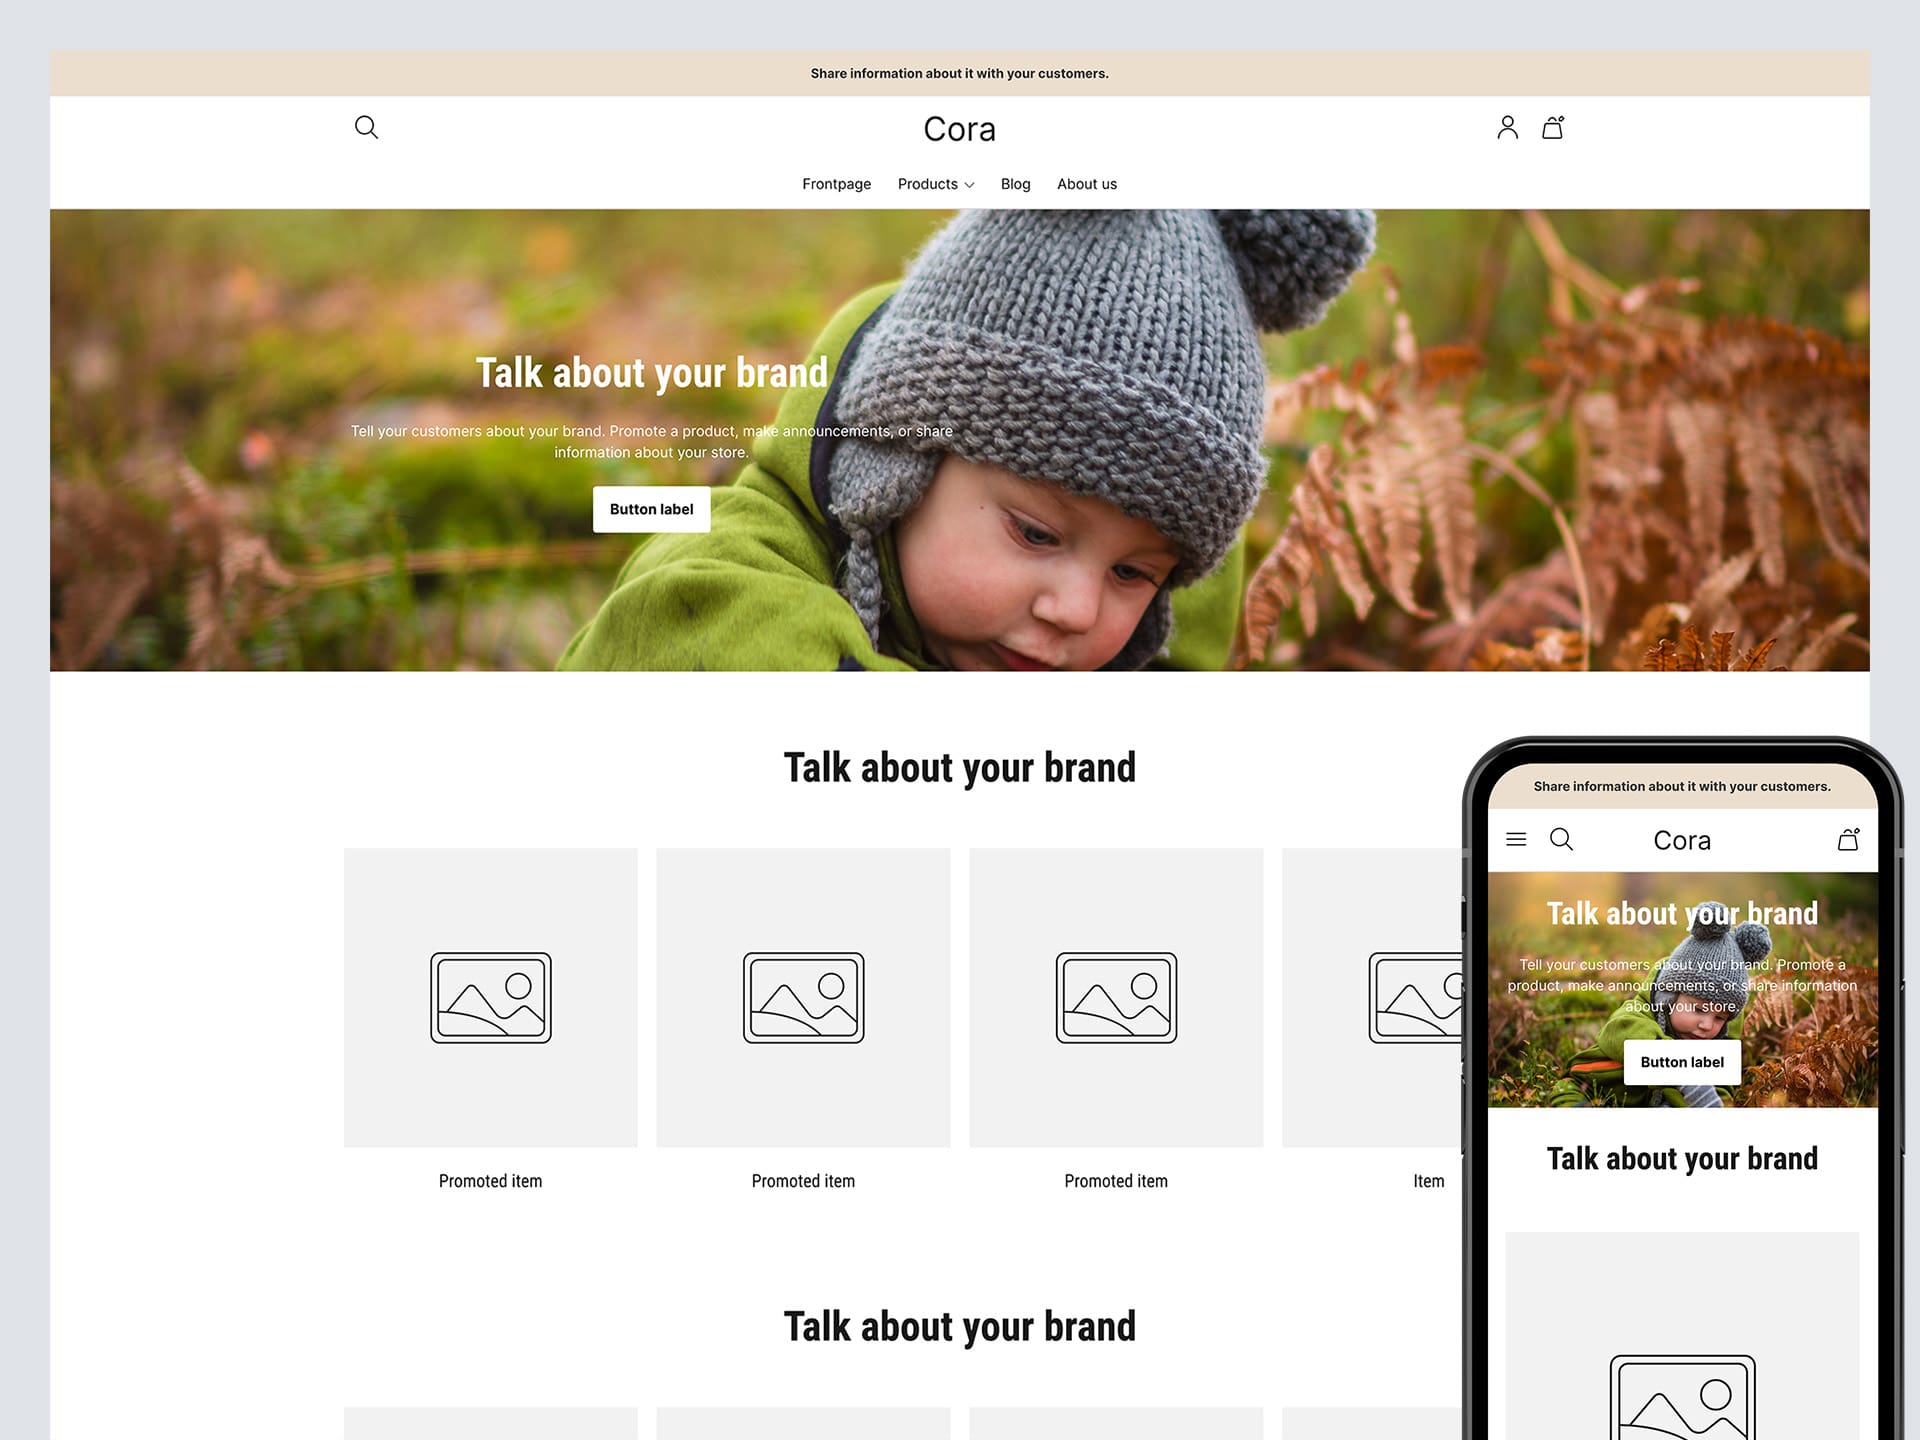 Share information about it with your customers.
Cora
Frontpage Products Blog About us
Talk about your brand
Tell your customers about your brand. Promote a product, make announcements, or share
information about your store.
Button label
Talk about your brand
Promoted item
Promoted item
Promoted item
Item
Talk about your brand
Share information about it with your customers.
Cora
Talk about your brand
Tell your customers about your brand. Promote a
product, make announcements, or share information
about your store.
Button label
Talk about your brand